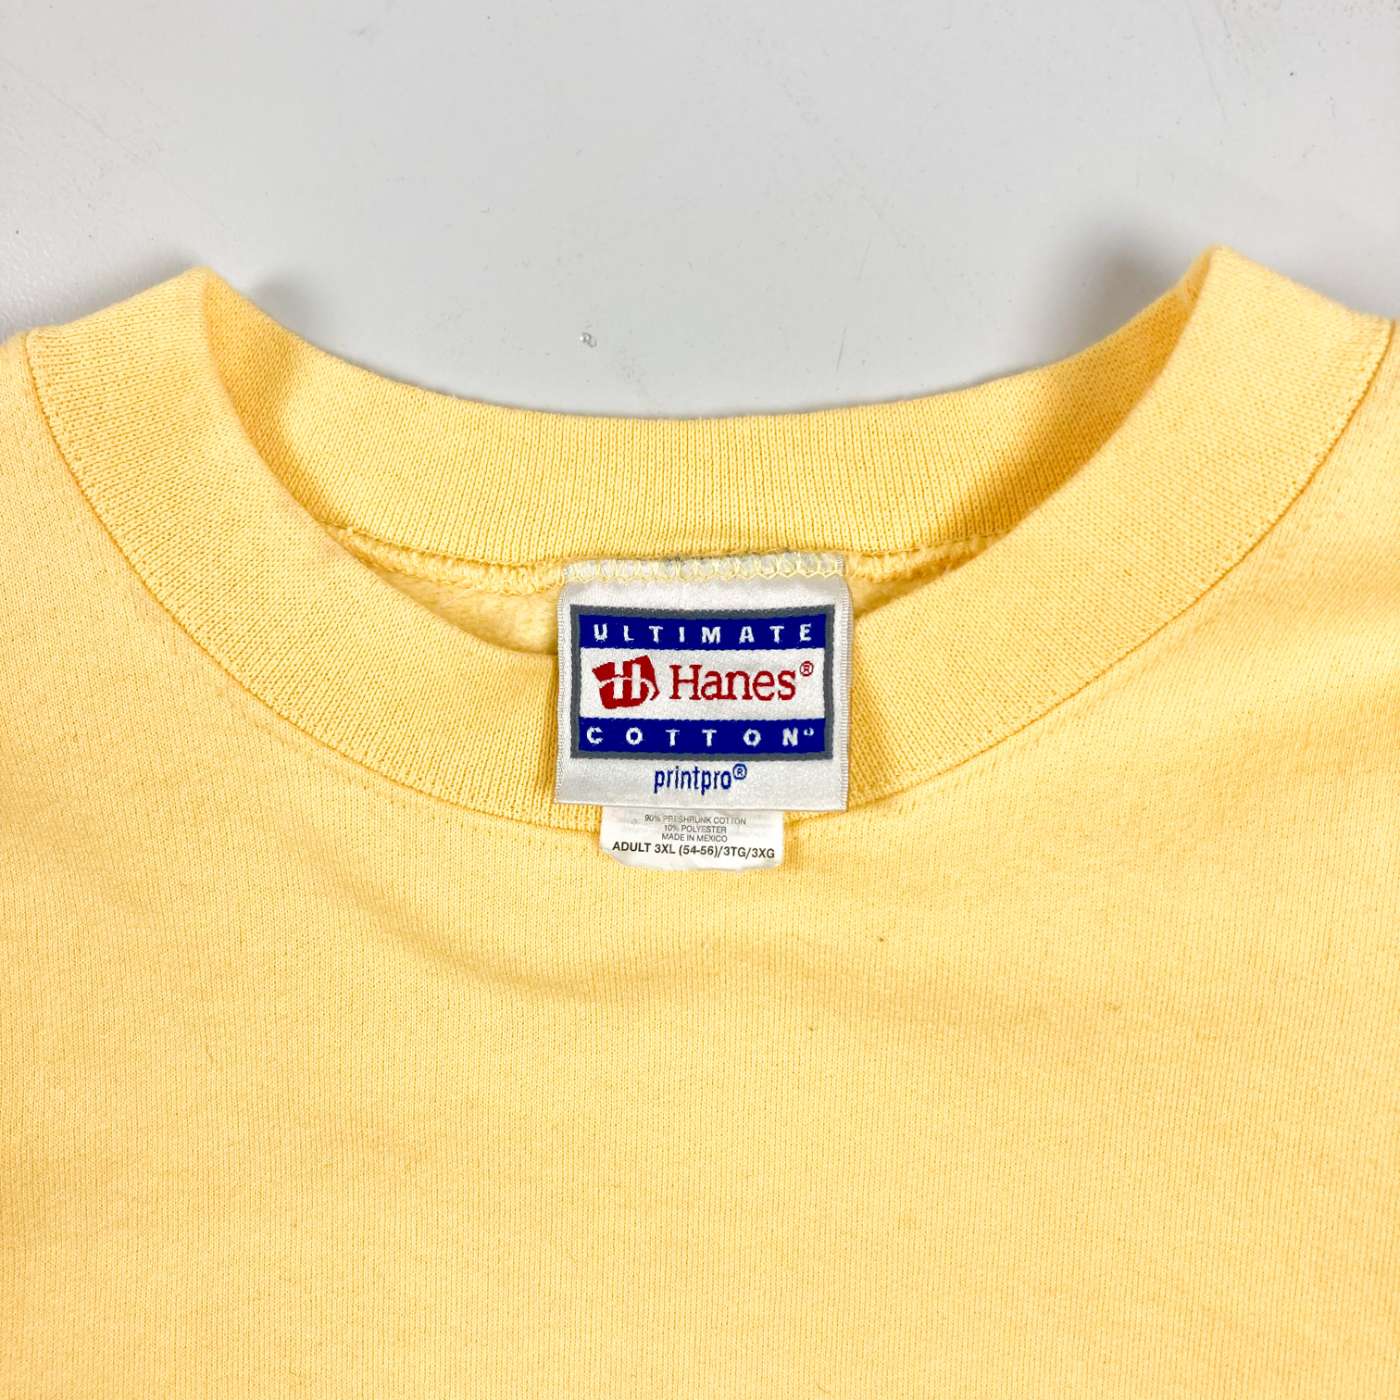 ULTIMATE
Hanes®
COTTON
printpro®
90% PRESHRUNK COTTON
10% POLYESTER
MADE IN MEXICO
ADULT 3XL (54-56)/3TG/3XG